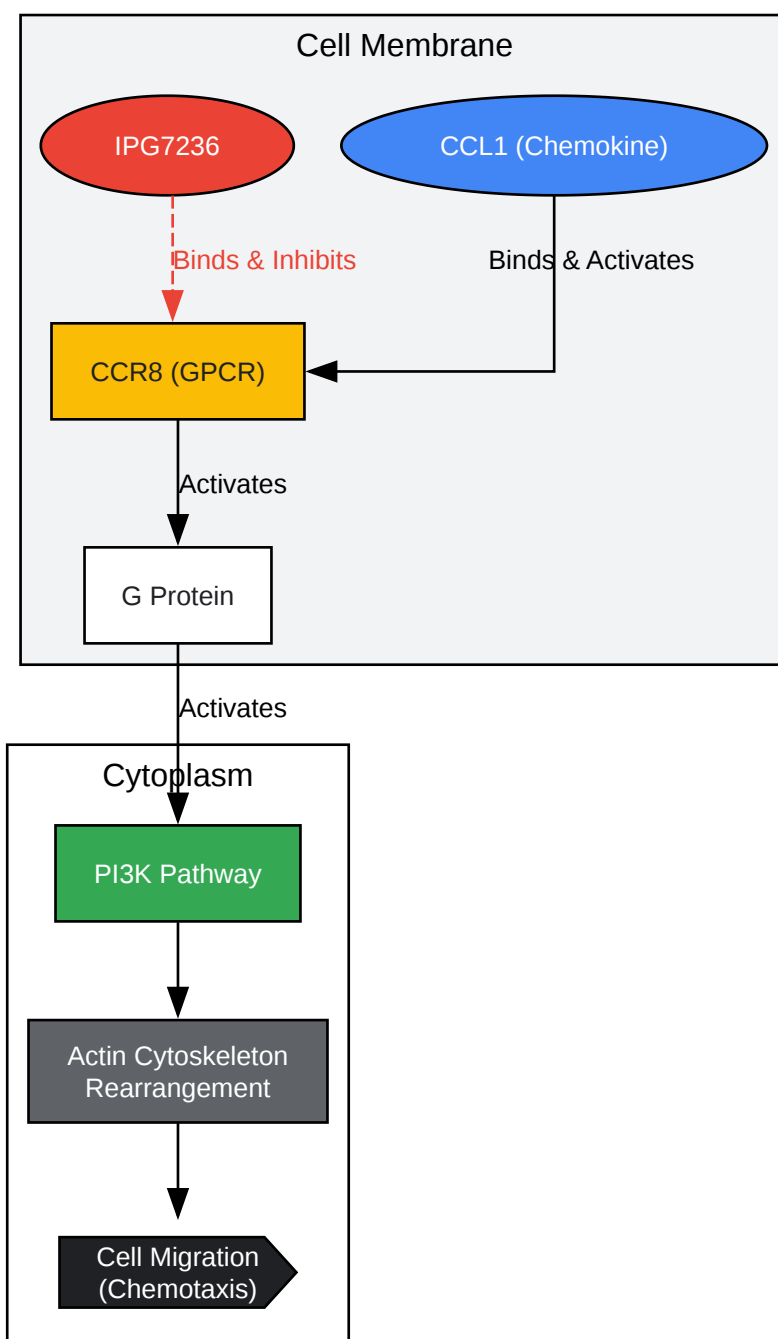 Cell Membrane
IPG7236
CCL1 (Chemokine)
Binds & Inhibits
Binds & Activates
CCR8 (GPCR)
Activates
G Protein
Activates
Cytoplasm
PI3K Pathway
Actin Cytoskeleton
Rearrangement
Cell Migration
(Chemotaxis)